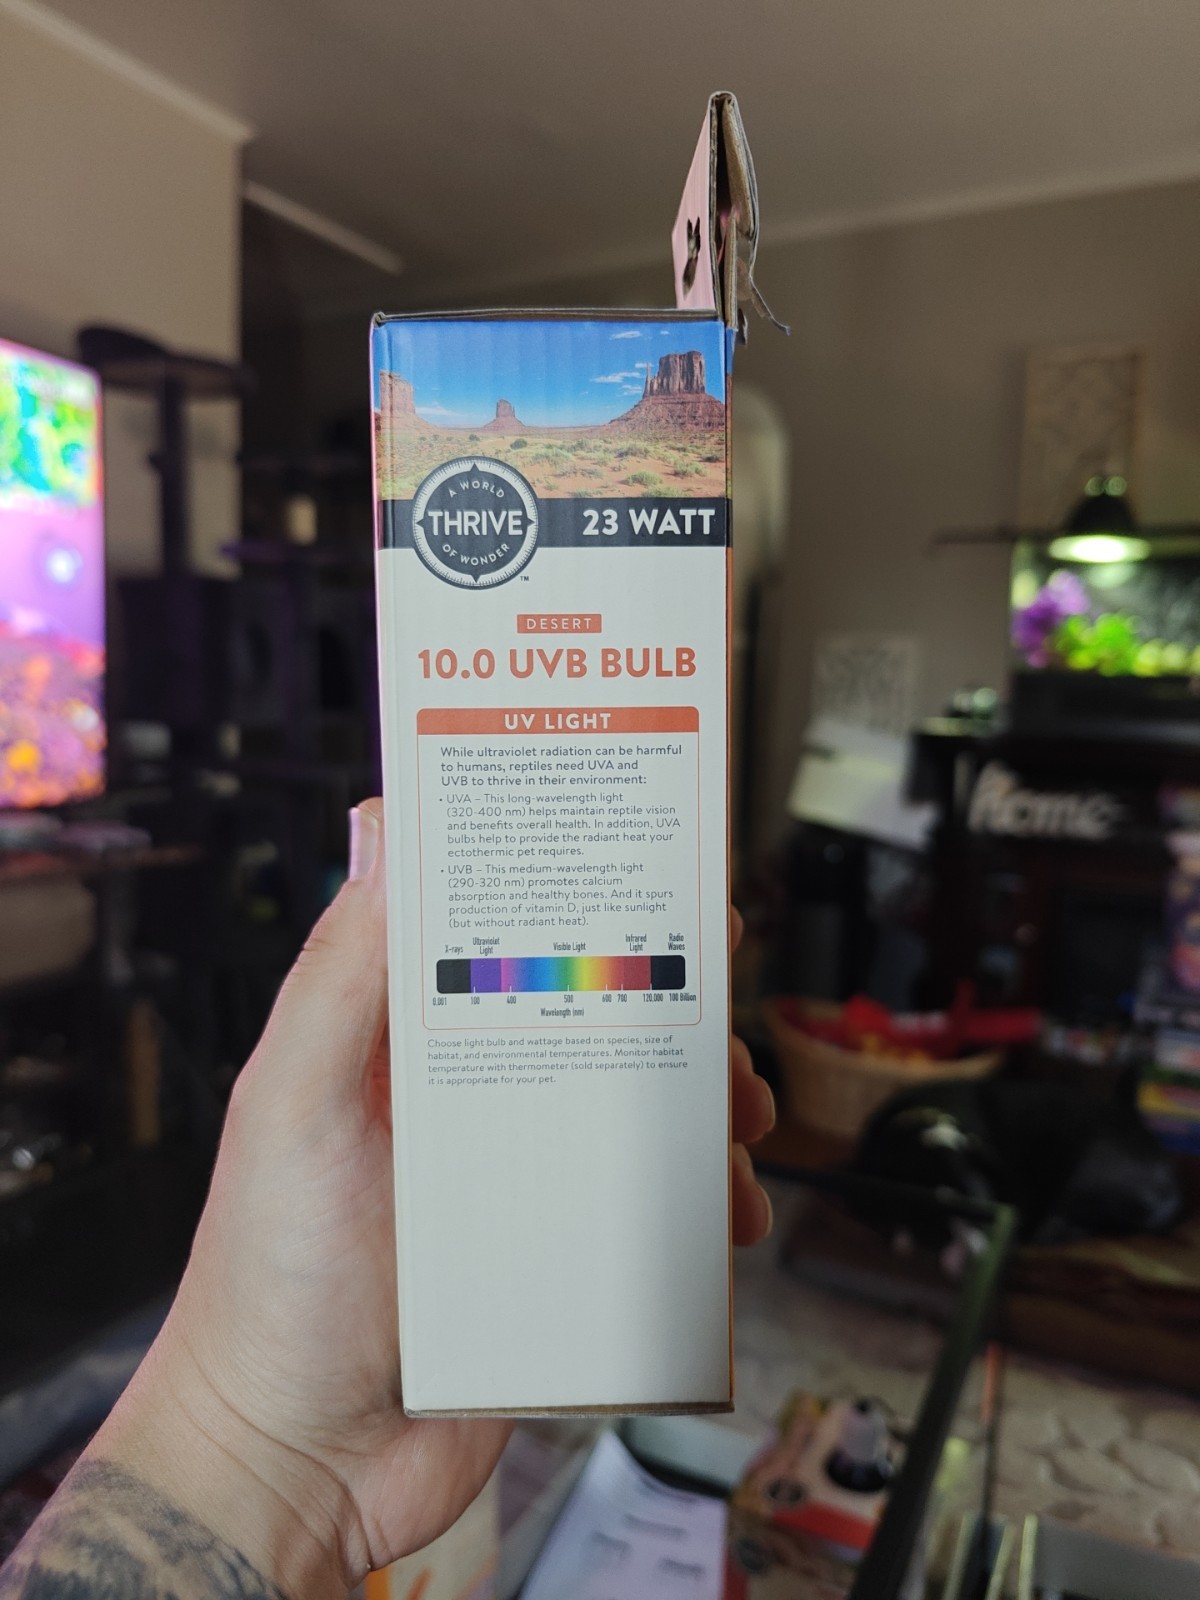 A WORLD
THRIVE
OF WONDER
™
23 WATT
DESERT
10.0 UVB BULB
UV LIGHT
While ultraviolet radiation can be harmful
to humans, reptiles need UVA and
UVB to thrive in their environment:
• UVA – This long-wavelength light
(320-400 nm) helps maintain reptile vision
and benefits overall health. In addition, UVA
bulbs help to provide the radiant heat your
ectothermic pet requires.
• UVB – This medium-wavelength light
(290-320 nm) promotes calcium
absorption and healthy bones. And it spurs
production of vitamin D, just like sunlight
(but without radiant heat).
X-rays Ultraviolet Light Visible Light Infrared Light Radio Waves
0.001 100 400 500 600 700 120,000 100 Billion
Wavelength (nm)
Choose light bulb and wattage based on species, size of
habitat, and environmental temperatures. Monitor habitat
temperature with thermometer (sold separately) to ensure
it is appropriate for your pet.